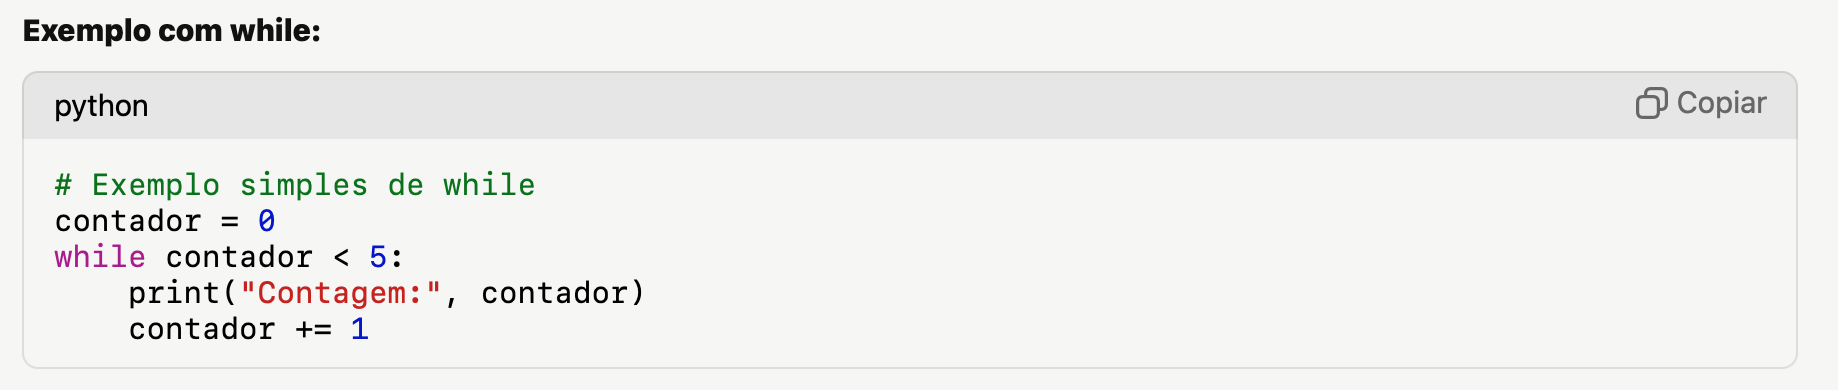 Exemplo com while:
python
Copiar
# Exemplo simples de while
contador = 0
while contador < 5:
    print("Contagem:", contador)
    contador += 1